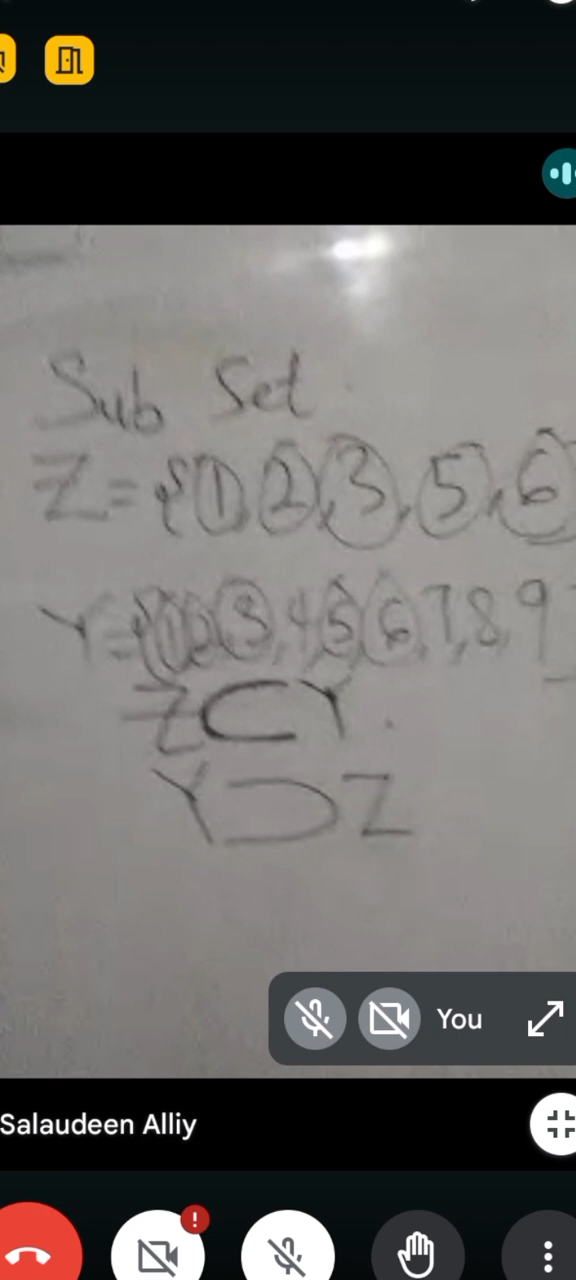 Sub Set
Z = {1, 2, 3, 5, 6
Y = {1, 2, 3, 4, 5, 6, 7, 8, 9
Z ⊂ Y.
Y ⊃ Z
You
Salaudeen Alliy
!